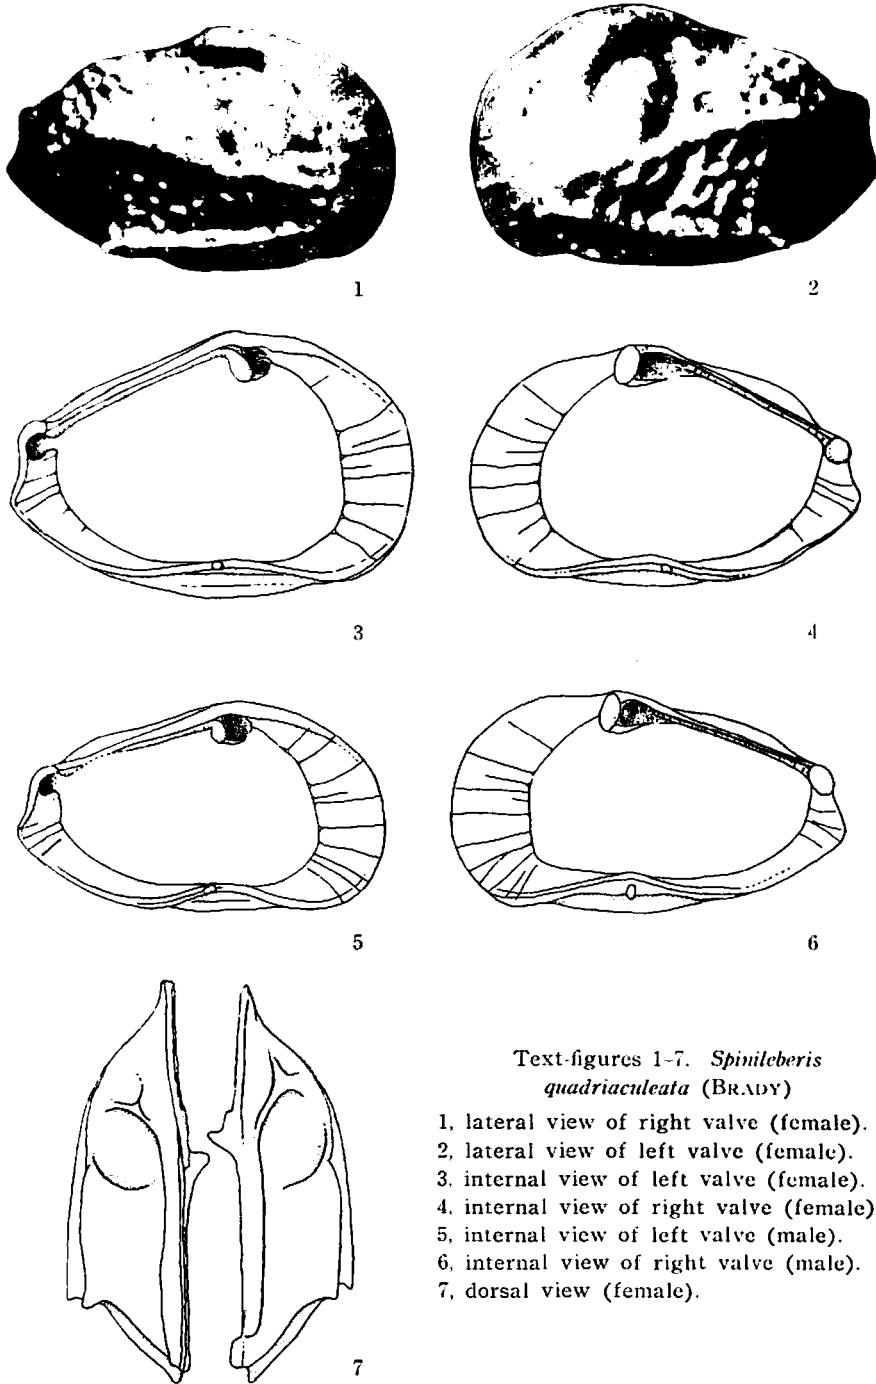 1
2
3
4
5
6
7
Text-figures 1-7. Spinileberis
quadriaculeata (BRADY)
1, lateral view of right valve (female).
2, lateral view of left valve (female).
3, internal view of left valve (female).
4, internal view of right valve (female)
5, internal view of left valve (male).
6, internal view of right valve (male).
7, dorsal view (female).